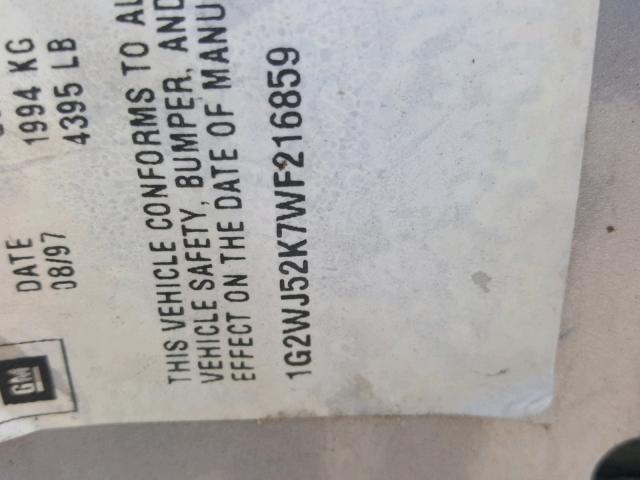 GM
DATE
08/97
1994 KG
4395 LB
THIS VEHICLE CONFORMS TO
VEHICLE SAFETY, BUMPER, AND
EFFECT ON THE DATE OF MANU
1G2WJ52K7WF216859